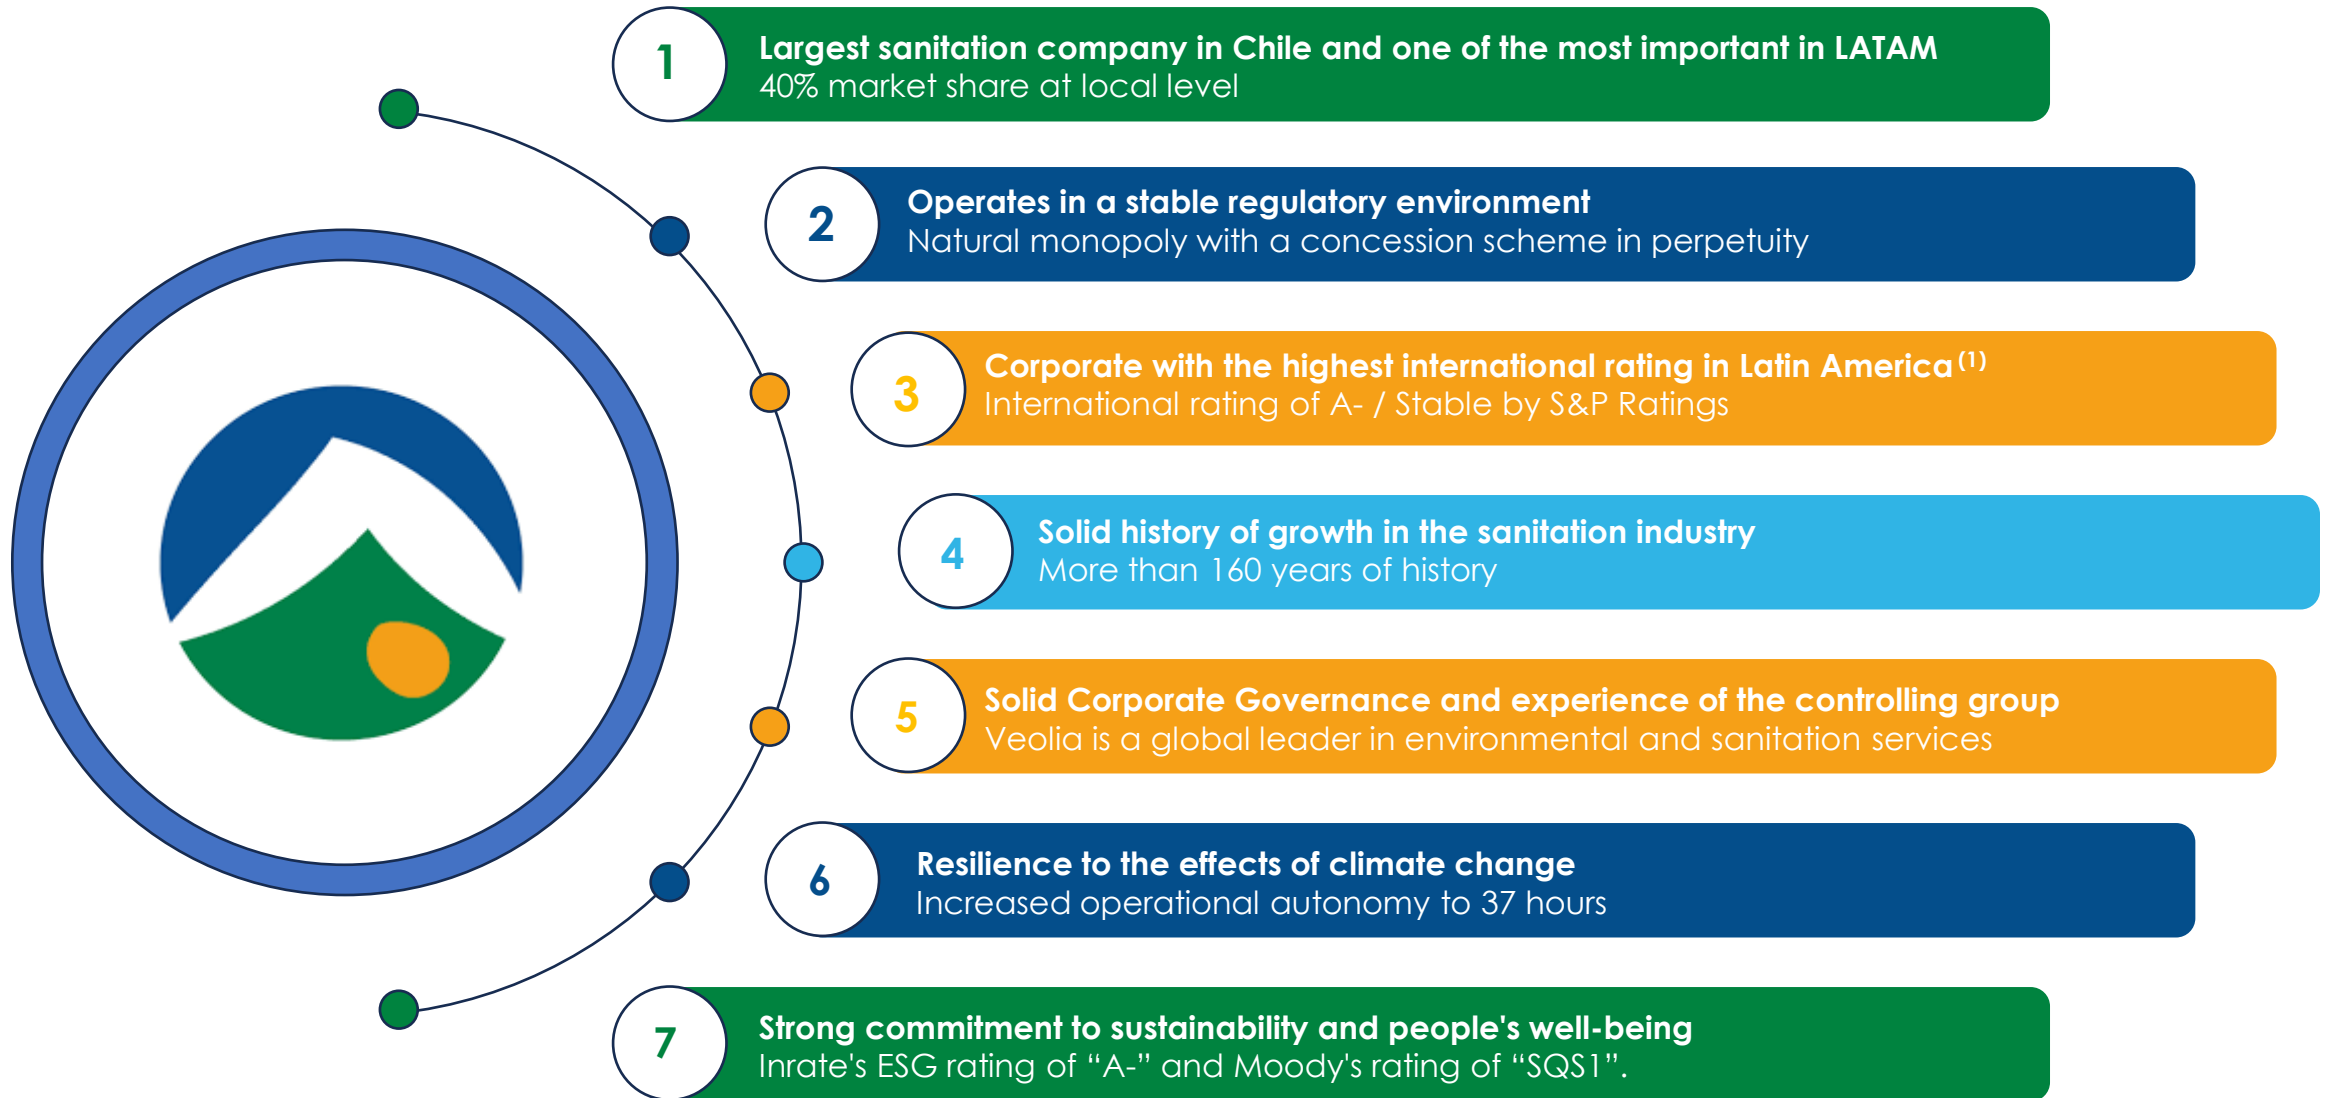 1
Largest sanitation company in Chile and one of the most important in LATAM
40% market share at local level
2
Operates in a stable regulatory environment
Natural monopoly with a concession scheme in perpetuity
3
Corporate with the highest international rating in Latin America (1)
International rating of A- / Stable by S&P Ratings
4
Solid history of growth in the sanitation industry
More than 160 years of history
5
Solid Corporate Governance and experience of the controlling group
Veolia is a global leader in environmental and sanitation services
6
Resilience to the effects of climate change
Increased operational autonomy to 37 hours
7
Strong commitment to sustainability and people's well-being
Inrate's ESG rating of “A-” and Moody's rating of “SQS1”.